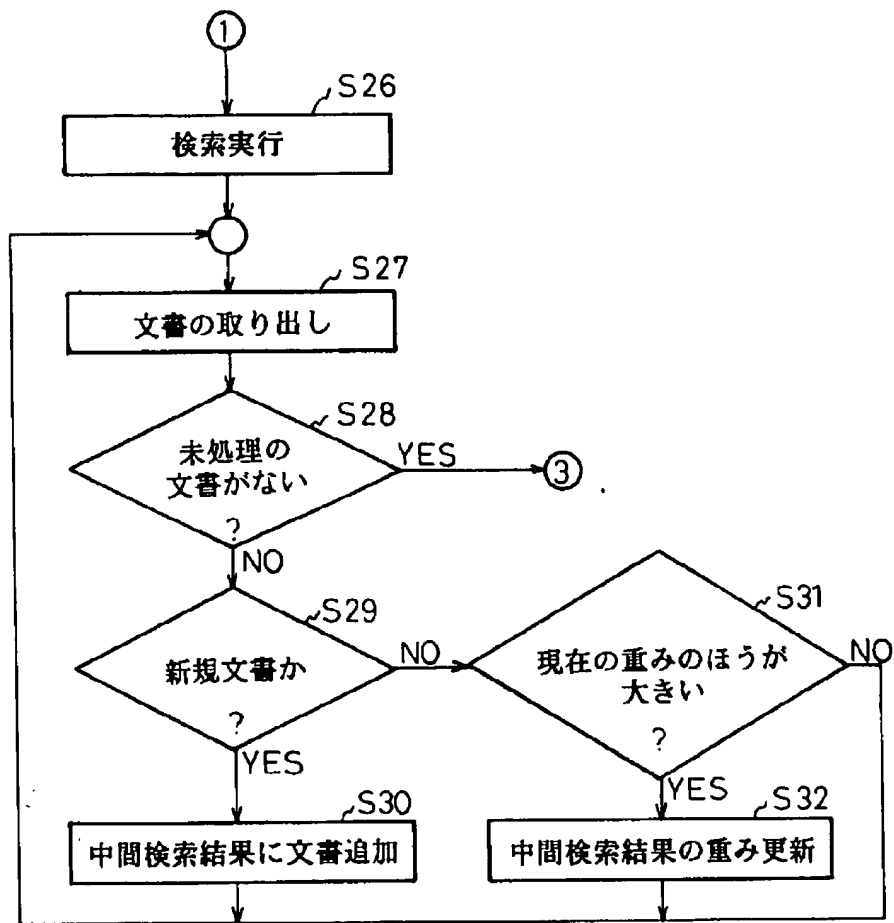 1
S26
検索実行
S27
文書の取り出し
S28
未処理の
文書がない
?
YES
3
NO
S29
新規文書か
?
NO
S31
現在の重みのほうが
大きい
?
NO
YES
YES
S30
中間検索結果に文書追加
S32
中間検索結果の重み更新